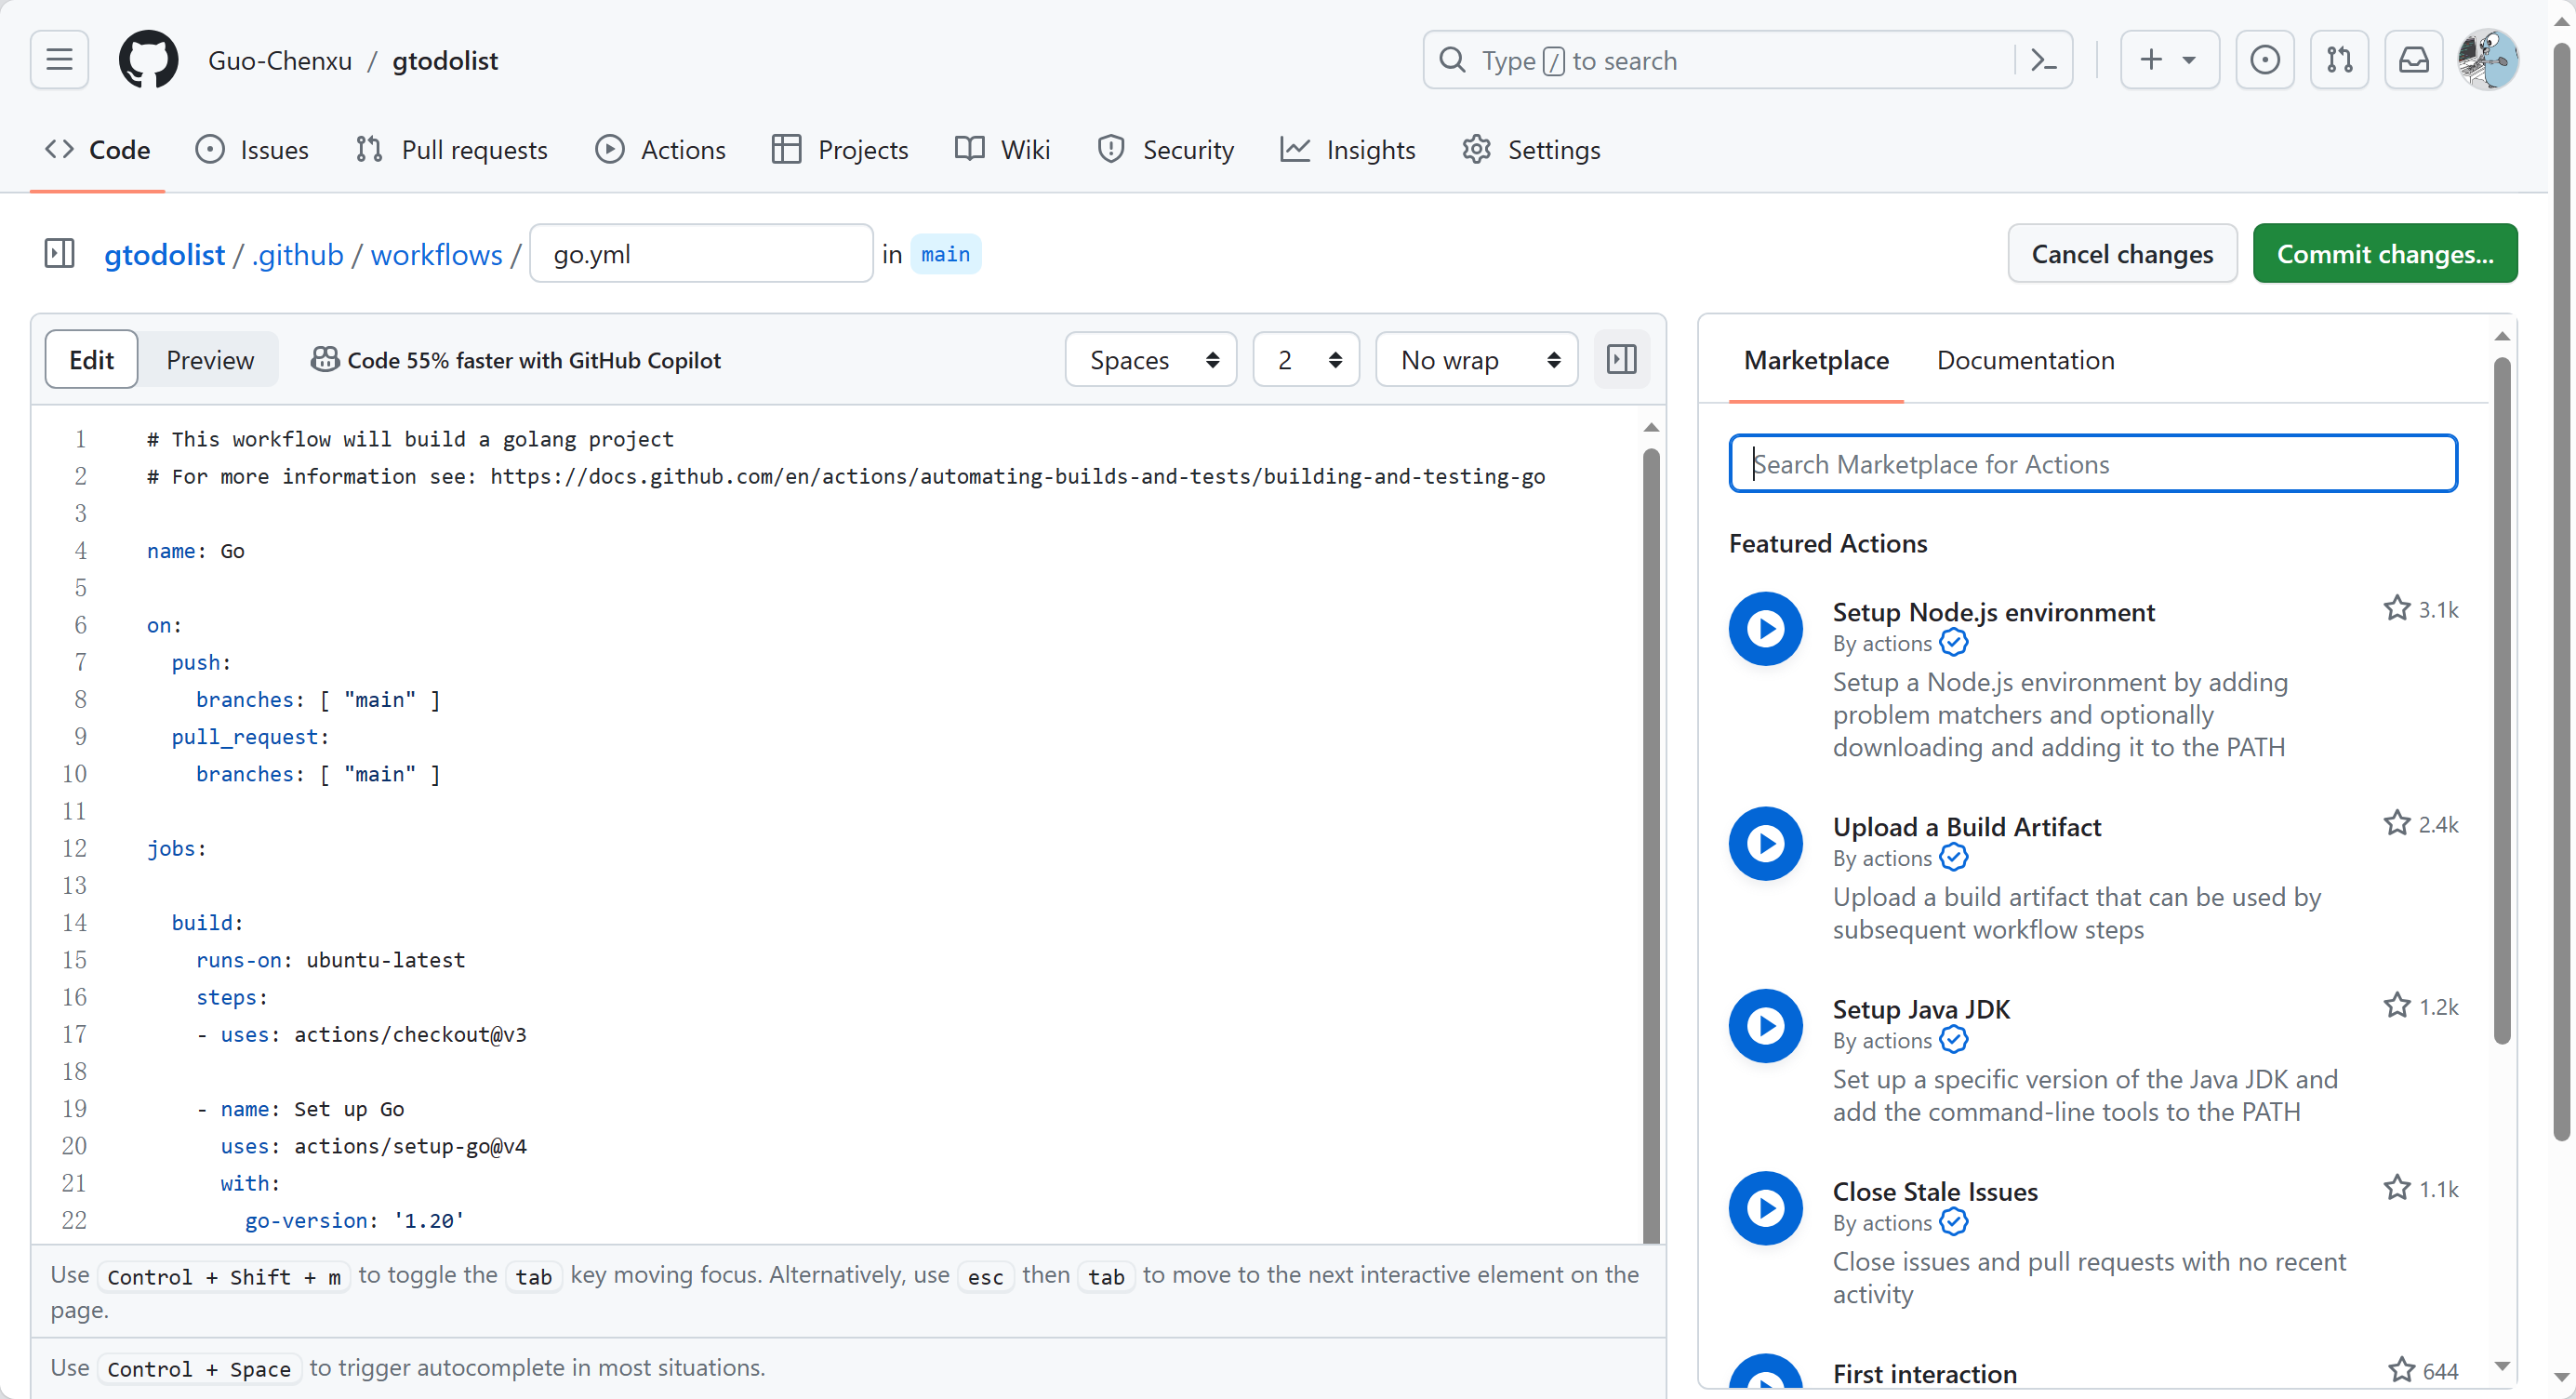 Guo-Chenxu / gtodolist
Type / to search
Code Issues Pull requests Actions Projects Wiki Security Insights Settings
gtodolist / .github / workflows / go.yml in main
Cancel changes Commit changes...
Edit Preview Code 55% faster with GitHub Copilot Spaces 2 No wrap
1 # This workflow will build a golang project
2 # For more information see: https://docs.github.com/en/actions/automating-builds-and-tests/building-and-testing-go
3
4 name: Go
5
6 on:
7 push:
8 branches: [ "main" ]
9 pull_request:
10 branches: [ "main" ]
11
12 jobs:
13
14 build:
15 runs-on: ubuntu-latest
16 steps:
17 - uses: actions/checkout@v3
18
19 - name: Set up Go
20 uses: actions/setup-go@v4
21 with:
22 go-version: '1.20'
Use Control + Shift + m to toggle the tab key moving focus. Alternatively, use esc then tab to move to the next interactive element on the
page.
Use Control + Space to trigger autocomplete in most situations.
Marketplace Documentation
Search Marketplace for Actions
Featured Actions
Setup Node.js environment 3.1k
By actions
Setup a Node.js environment by adding
problem matchers and optionally
downloading and adding it to the PATH
Upload a Build Artifact 2.4k
By actions
Upload a build artifact that can be used by
subsequent workflow steps
Setup Java JDK 1.2k
By actions
Set up a specific version of the Java JDK and
add the command-line tools to the PATH
Close Stale Issues 1.1k
By actions
Close issues and pull requests with no recent
activity
First interaction 644